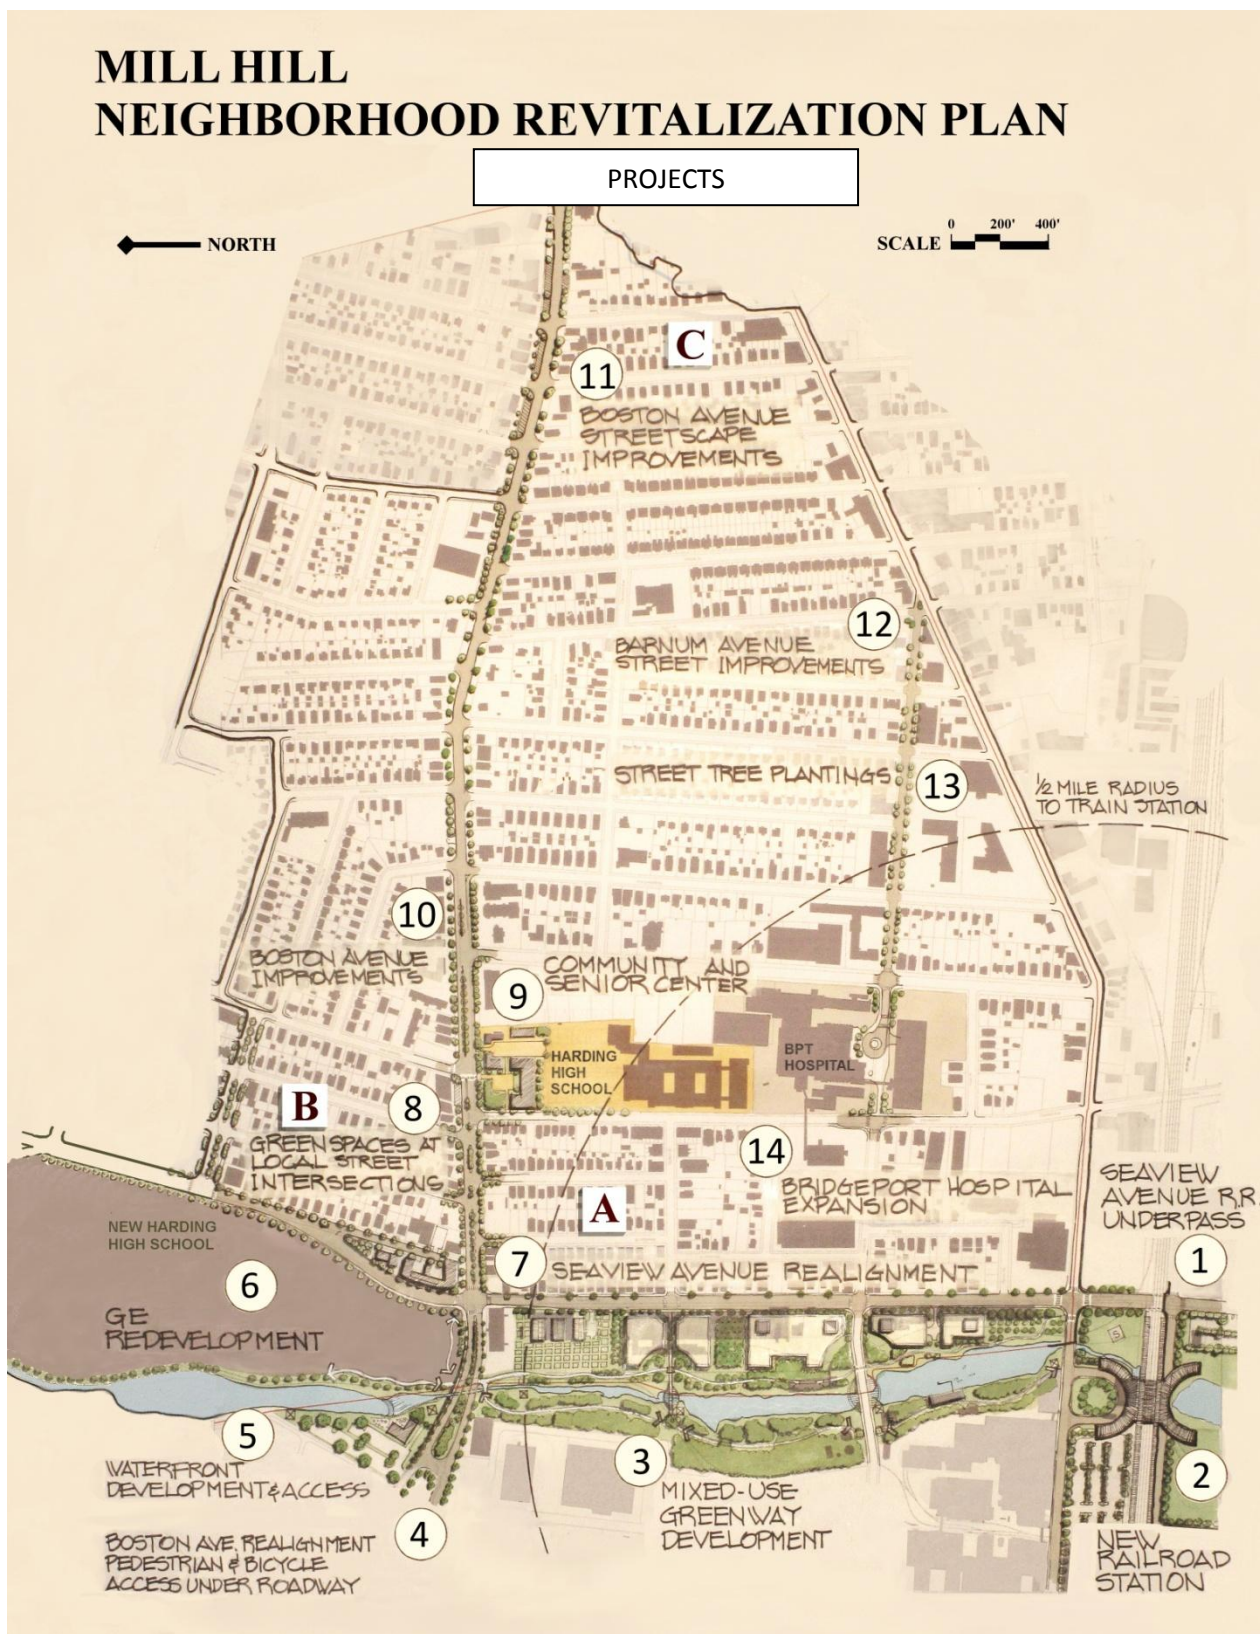 MILL HILL
NEIGHBORHOOD REVITALIZATION PLAN
PROJECTS
NORTH
SCALE
0 200' 400'
C
11
BOSTON AVENUE
STREETSCAPE
IMPROVEMENTS
12
BARNUM AVENUE
STREET IMPROVEMENTS
STREET TREE PLANTINGS
13
1/2 MILE RADIUS
TO TRAIN STATION
10
BOSTON AVENUE
IMPROVEMENTS
9
COMMUNITY AND
SENIOR CENTER
HARDING
HIGH
SCHOOL
BPT
HOSPITAL
B
8
GREEN SPACES AT
LOCAL STREET
INTERSECTIONS
14
BRIDGEPORT HOSPITAL
EXPANSION
A
SEAVIEW
AVENUE R.R.
UNDERPASS
1
NEW HARDING
HIGH SCHOOL
7
SEAVIEW AVENUE REALIGNMENT
6
GE
REDEVELOPMENT
S
5
WATERFRONT
DEVELOPMENT & ACCESS
3
MIXED-USE
GREENWAY
DEVELOPMENT
2
NEW
RAILROAD
STATION
4
BOSTON AVE. REALIGNMENT
PEDESTRIAN & BICYCLE
ACCESS UNDER ROADWAY